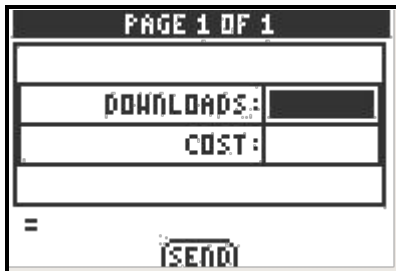 PAGE 1 OF 1
DOWNLOADS:
COST:
=
SEND